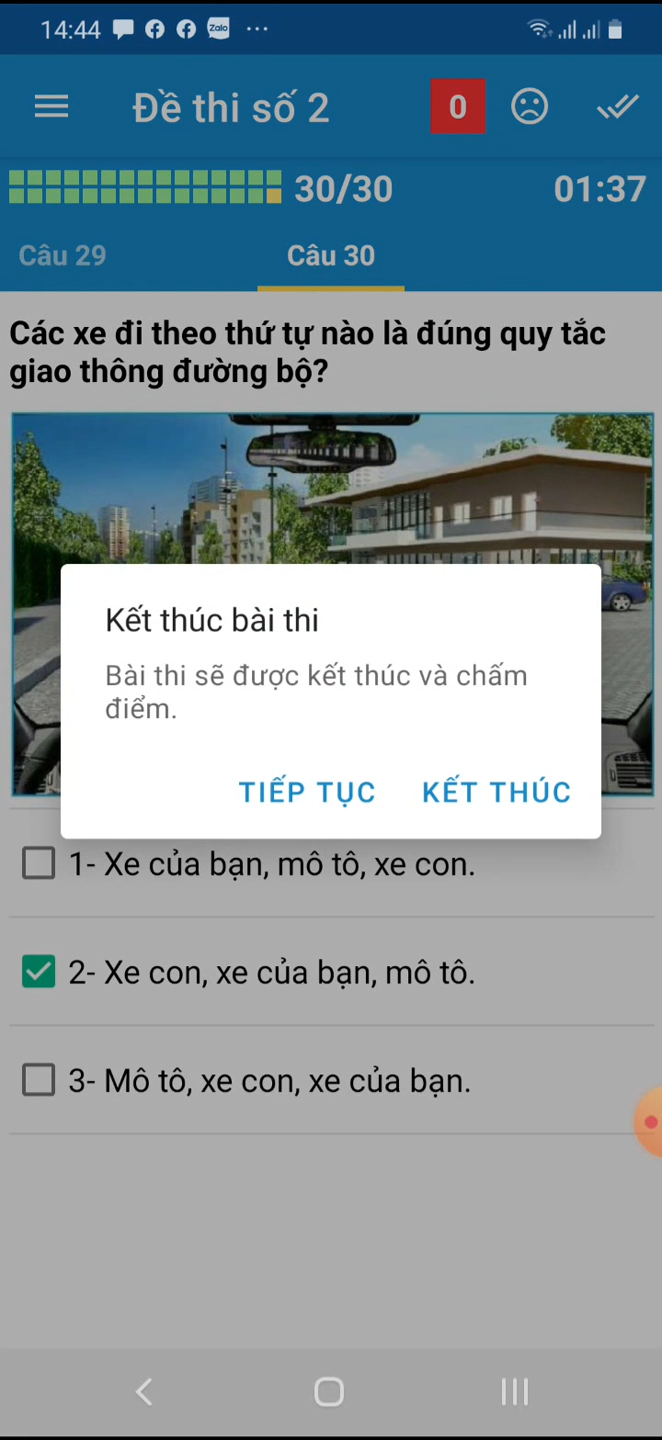 14:44 Zalo
Đề thi số 2 0
30/30 01:37
Câu 29 Câu 30
Các xe đi theo thứ tự nào là đúng quy tắc
giao thông đường bộ?
Kết thúc bài thi
Bài thi sẽ được kết thúc và chấm
điểm.
TIẾP TỤC KẾT THÚC
1- Xe của bạn, mô tô, xe con.
2- Xe con, xe của bạn, mô tô.
3- Mô tô, xe con, xe của bạn.